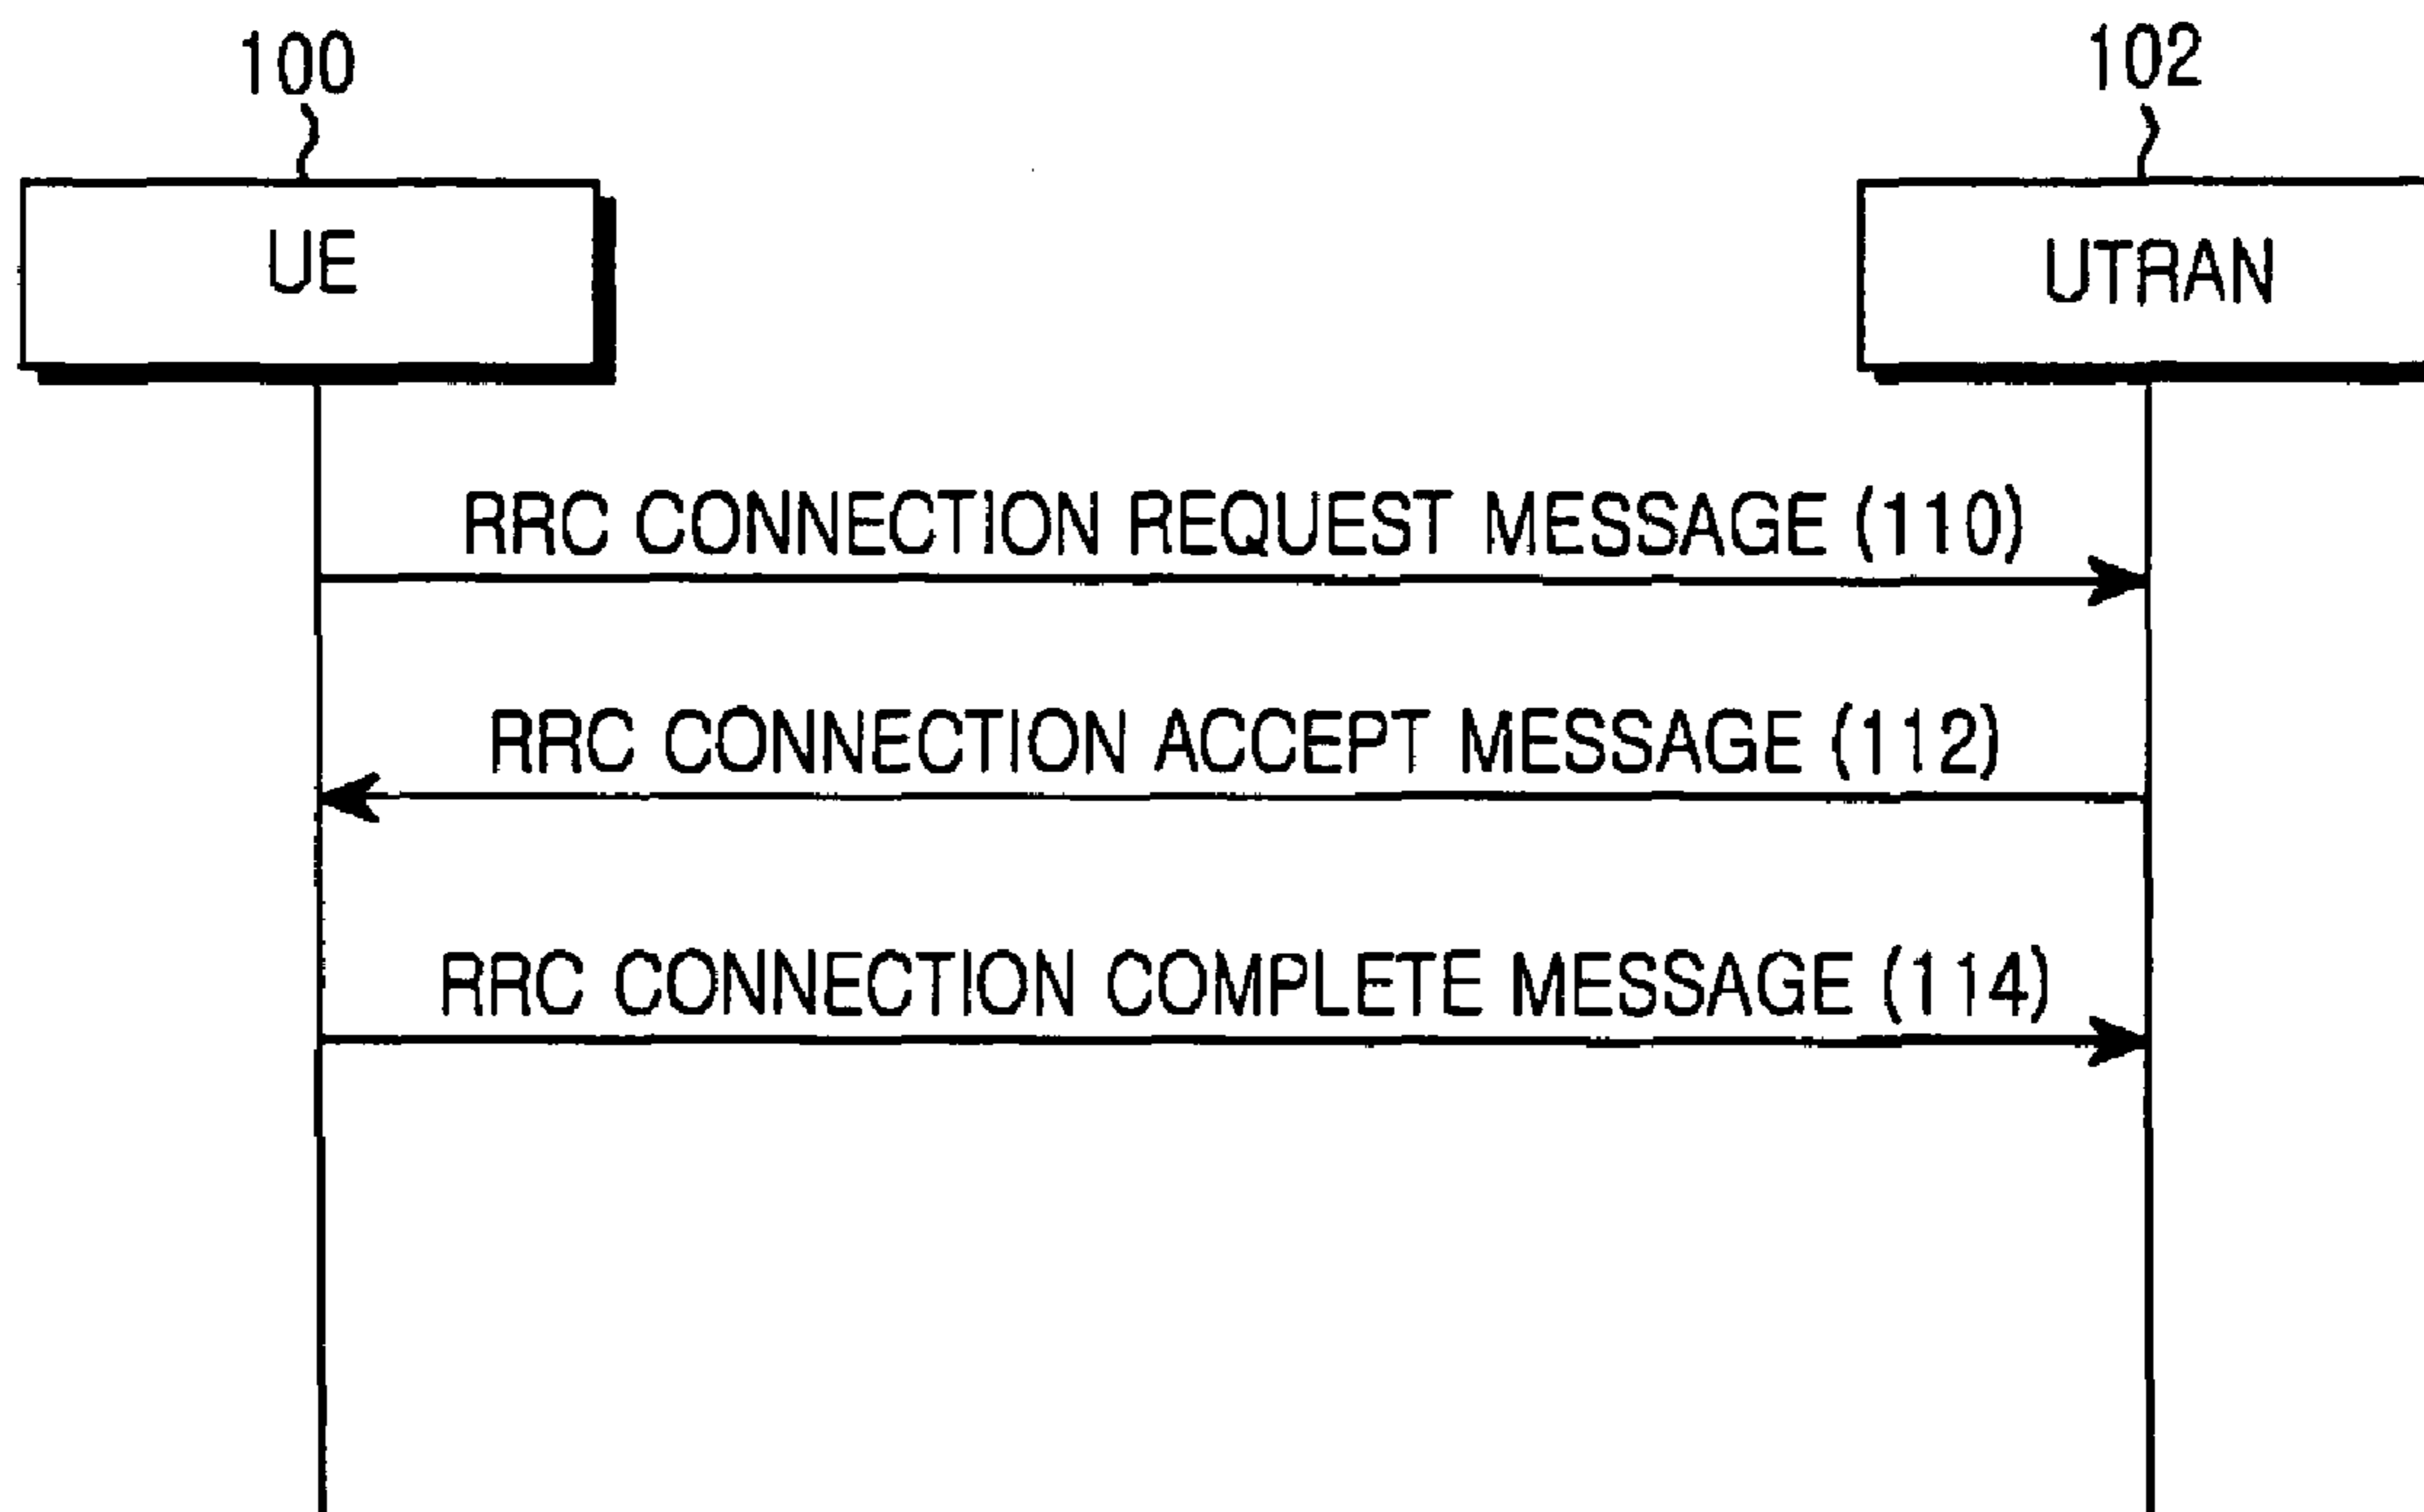 100
102
UE
UTRAN
RRC CONNECTION REQUEST MESSAGE (110)
RRC CONNECTION ACCEPT MESSAGE (112)
RRC CONNECTION COMPLETE MESSAGE (114)